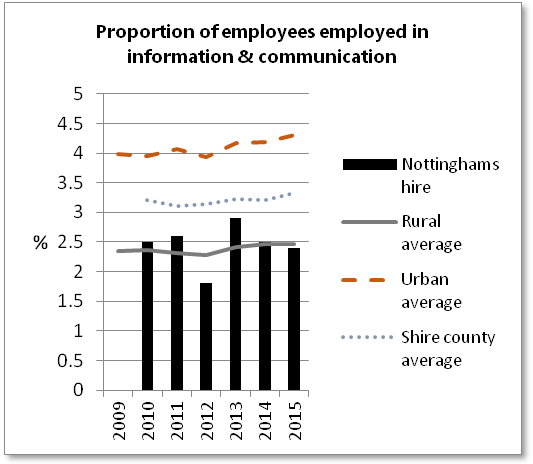 Proportion of employees employed in
information & communication
5
4.5
4
3.5
3
2.5
2
1.5
1
0.5
0
%
2009
2010
2011
2012
2013
2014
2015
Nottinghams
hire
Rural
average
Urban
average
Shire county
average